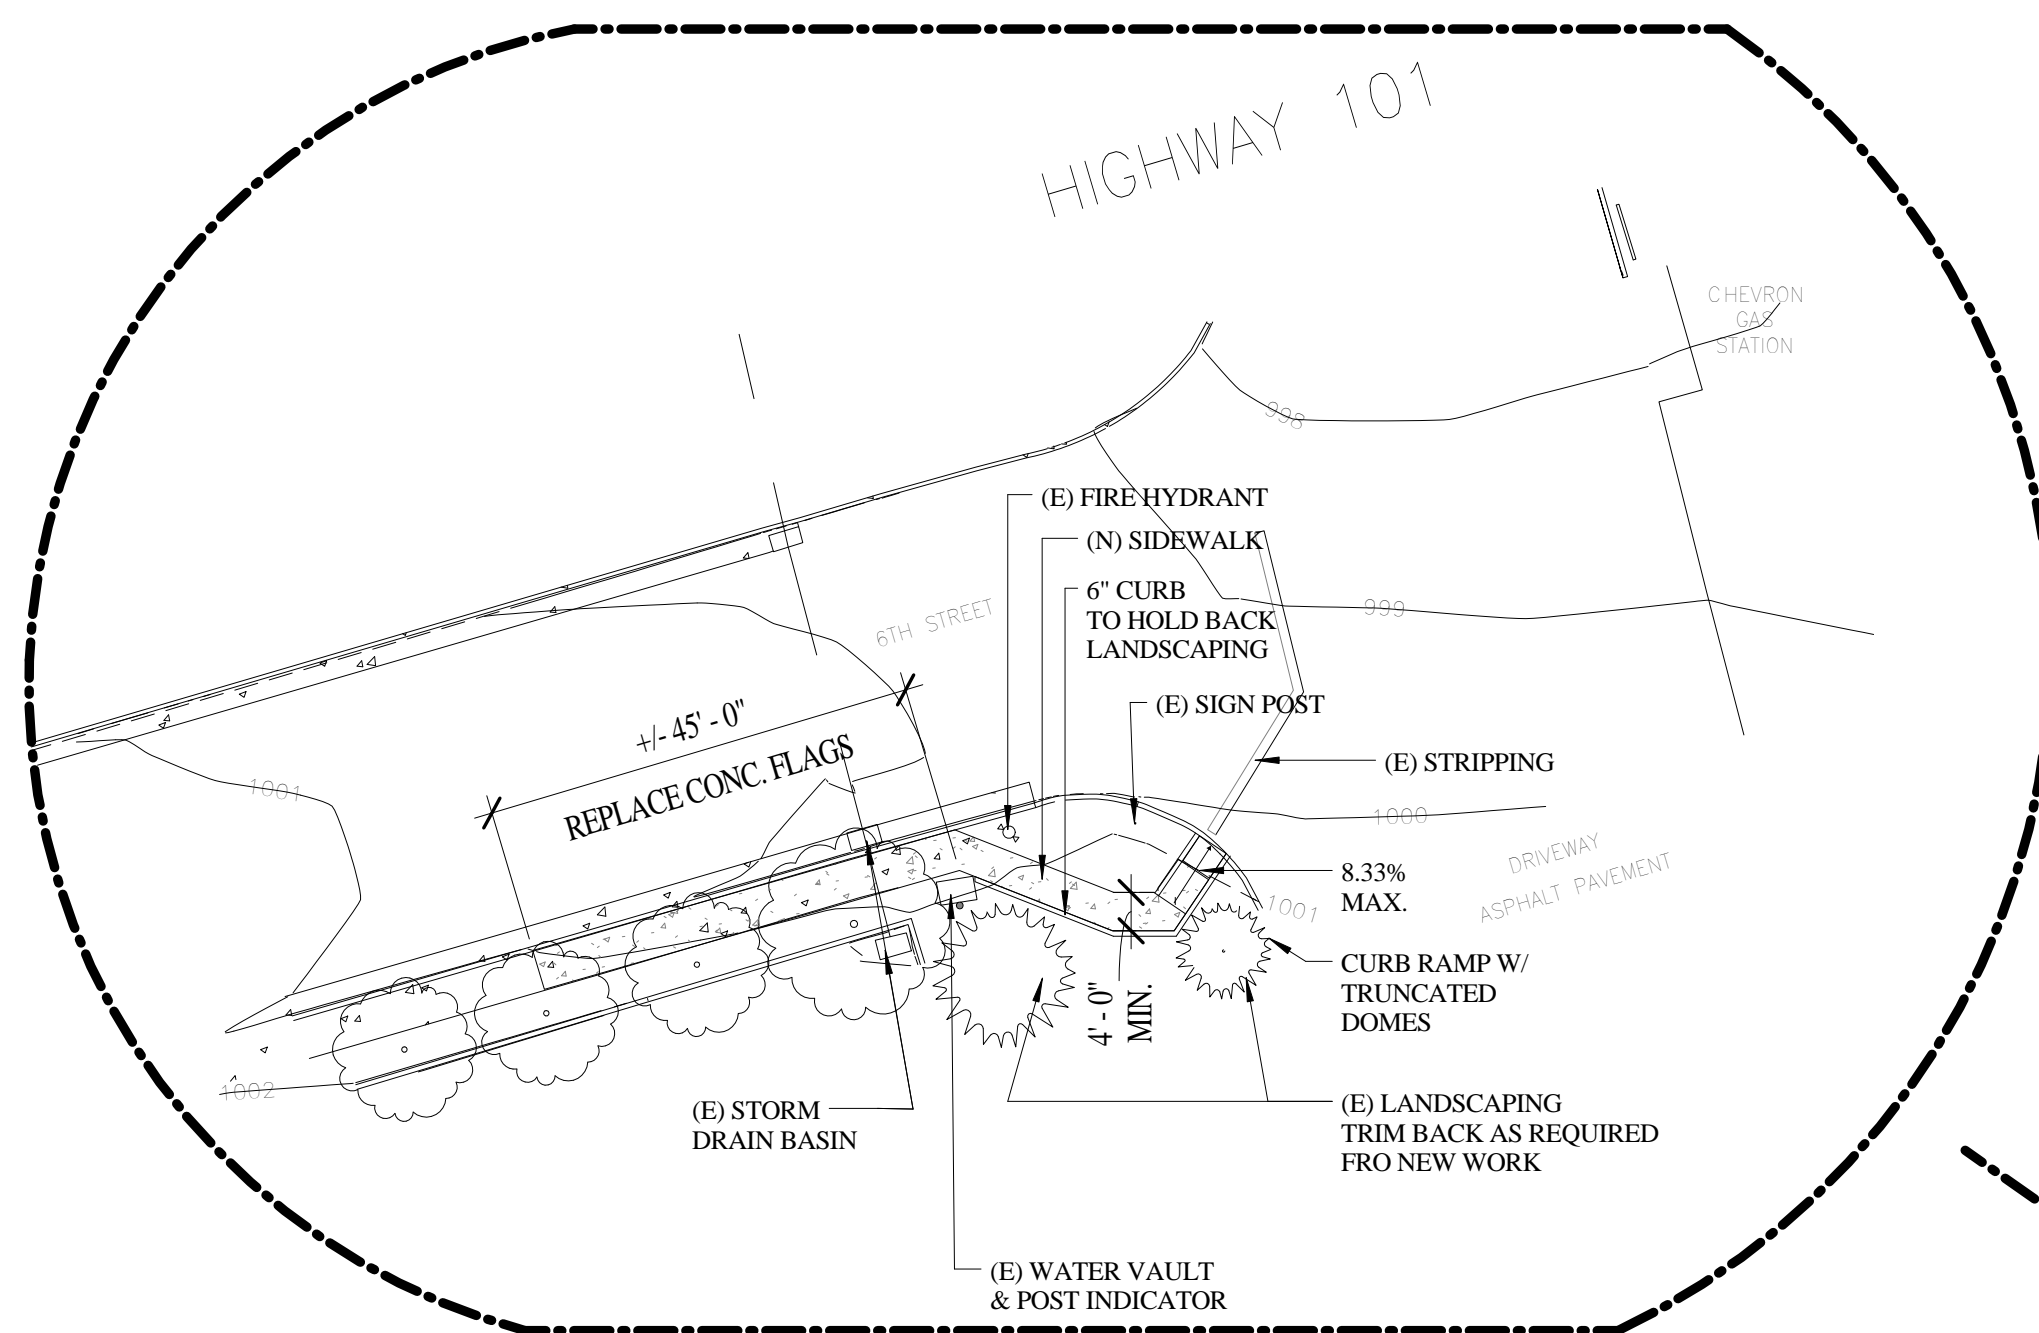 HIGHWAY 101
CHEVRON
GAS
STATION
998
(E) FIRE HYDRANT
(N) SIDEWALK
6" CURB
TO HOLD BACK
LANDSCAPING
999
6TH STREET
(E) SIGN POST
+/- 45' - 0"
REPLACE CONC. FLAGS
(E) STRIPPING
1001
1000
DRIVEWAY
ASPHALT PAVEMENT
8.33%
MAX.
1001
CURB RAMP W/
TRUNCATED
DOMES
4' - 0"
MIN.
1002
(E) STORM
DRAIN BASIN
(E) LANDSCAPING
TRIM BACK AS REQUIRED
FRO NEW WORK
(E) WATER VAULT
& POST INDICATOR